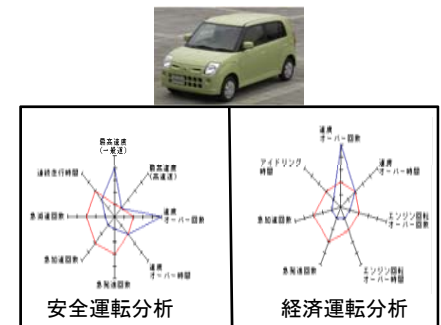 最高速度
(一般道)
最高速度
(高速道)
速度
オーバー回数
速度
オーバー時間
急発進回数
急加速回数
急減速回数
連続走行時間
安全運転分析
速度
オーバー回数
速度
オーバー時間
エンジン回転
オーバー回数
エンジン回転
オーバー時間
急発進回数
急加速回数
アイドリング
時間
経済運転分析